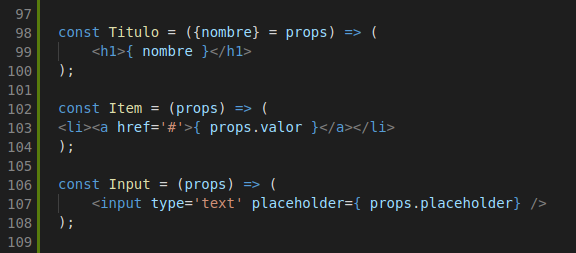 97
98 const Titulo = ({nombre} = props) => (
99     <h1>{ nombre }</h1>
100 );
101
102 const Item = (props) => (
103 <li><a href='#'>{ props.valor }</a></li>
104 );
105
106 const Input = (props) => (
107     <input type='text' placeholder={ props.placeholder} />
108 );
109